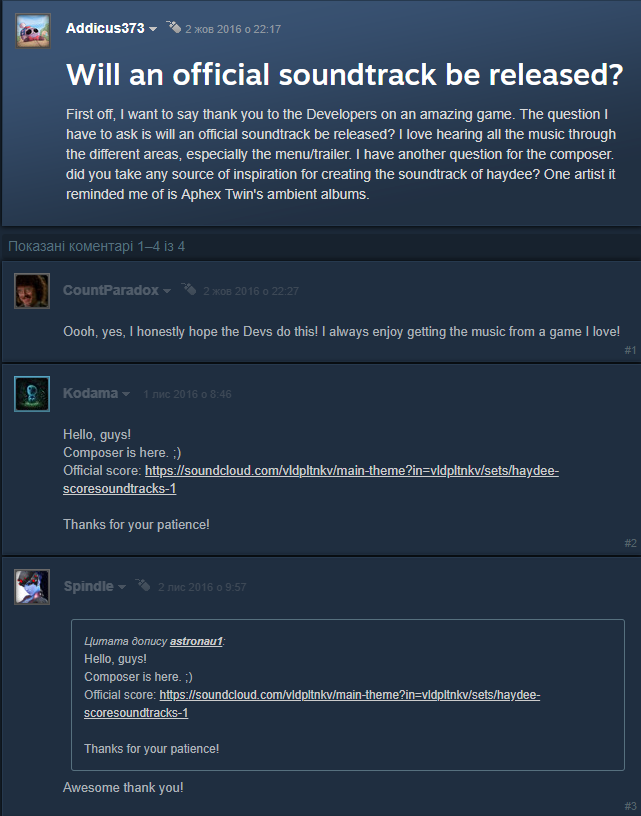 Addicus373 2 жов 2016 о 22:17
Will an official soundtrack be released?
First off, I want to say thank you to the Developers on an amazing game. The question I
have to ask is will an official soundtrack be released? I love hearing all the music through
the different areas, especially the menu/trailer. I have another question for the composer.
did you take any source of inspiration for creating the soundtrack of haydee? One artist it
reminded me of is Aphex Twin's ambient albums.
Показані коментарі 1–4 із 4
CountParadox 2 жов 2016 о 22:27
Oooh, yes, I honestly hope the Devs do this! I always enjoy getting the music from a game I love!
#1
Kodama 1 лис 2016 о 8:46
Hello, guys!
Composer is here. ;)
Official score: https://soundcloud.com/vldpltnkv/main-theme?in=vldpltnkv/sets/haydee-
scoresoundtracks-1
Thanks for your patience!
#2
Spindle 2 лис 2016 о 9:57
Цитата допису astronau1:
Hello, guys!
Composer is here. ;)
Official score: https://soundcloud.com/vldpltnkv/main-theme?in=vldpltnkv/sets/haydee-
scoresoundtracks-1
Thanks for your patience!
Awesome thank you!
#3